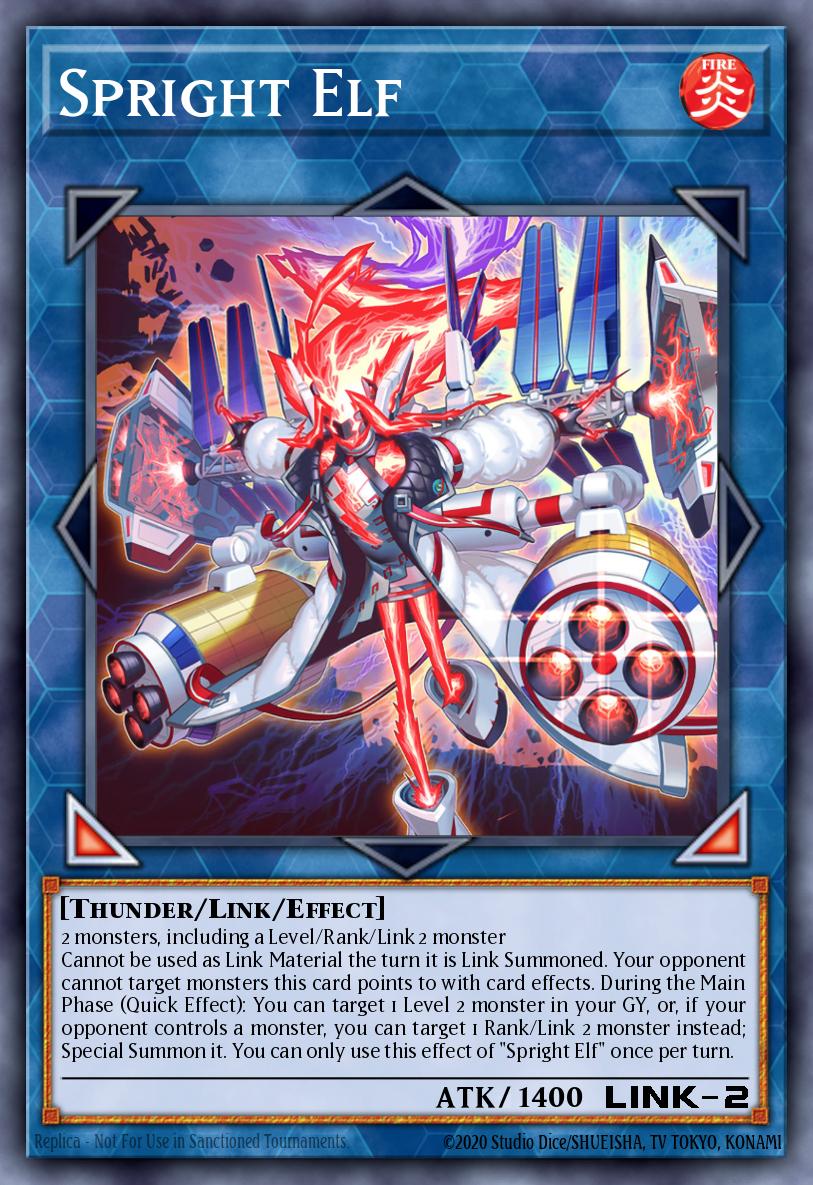 Spright Elf
FIRE
炎
[Thunder/Link/Effect]
2 monsters, including a Level/Rank/Link 2 monster
Cannot be used as Link Material the turn it is Link Summoned. Your opponent
cannot target monsters this card points to with card effects. During the Main
Phase (Quick Effect): You can target 1 Level 2 monster in your GY, or, if your
opponent controls a monster, you can target 1 Rank/Link 2 monster instead;
Special Summon it. You can only use this effect of "Spright Elf" once per turn.
ATK/1400 LINK-2
Replica - Not For Use in Sanctioned Tournaments. ©2020 Studio Dice/SHUEISHA, TV TOKYO, KONAMI